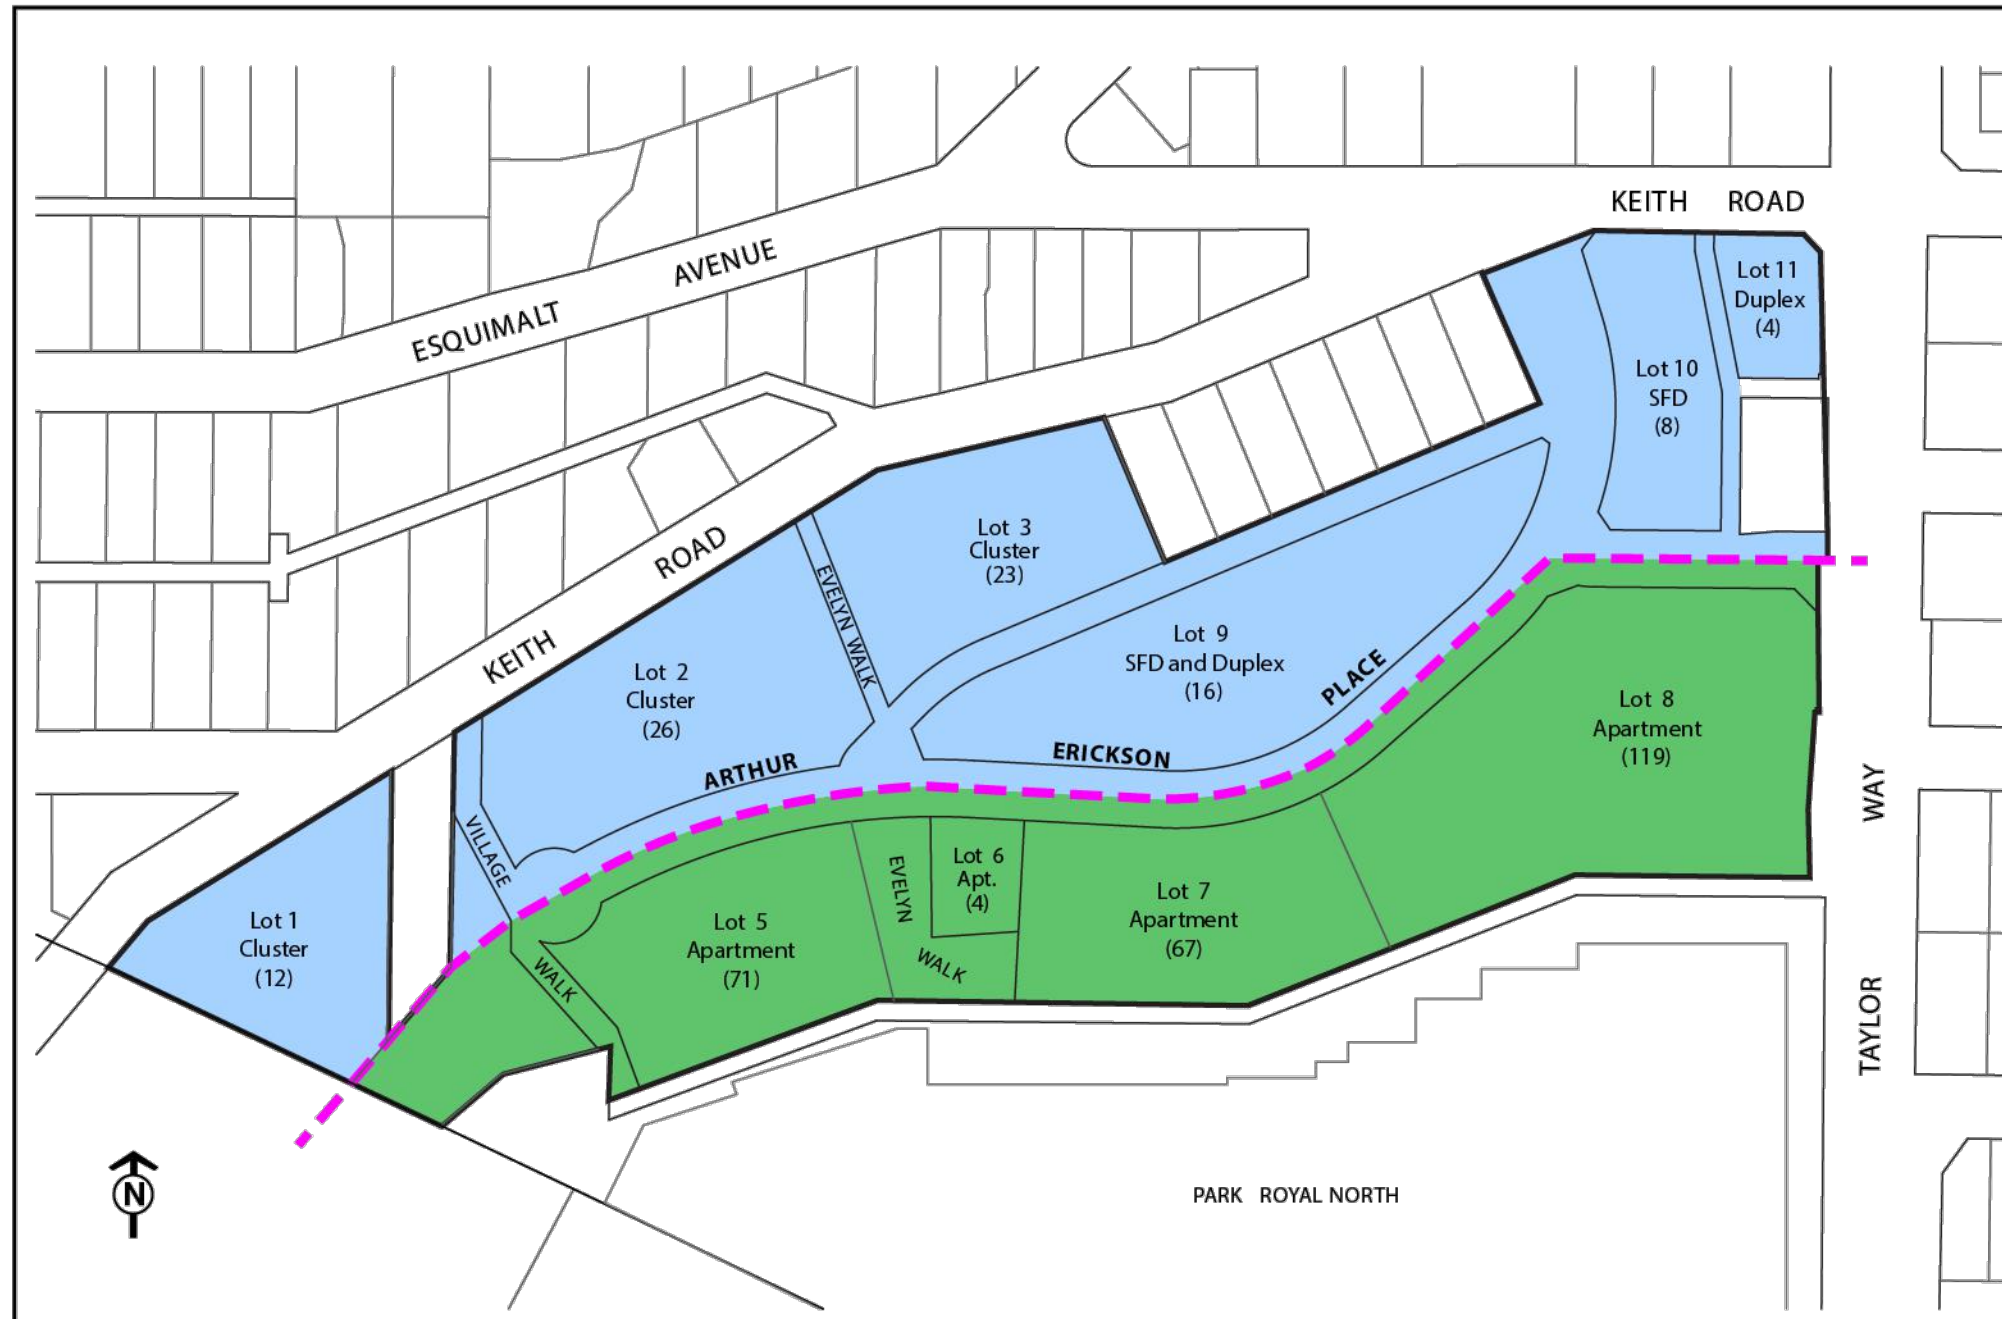 KEITH ROAD
ESQUIMALT AVENUE
Lot 11
Duplex
(4)
Lot 10
SFD
(8)
KEITH ROAD
Lot 3
Cluster
(23)
EVELYN WALK
Lot 2
Cluster
(26)
Lot 9
SFD and Duplex
(16)
ARTHUR ERICKSON PLACE
Lot 8
Apartment
(119)
VILLAGE WALK
Lot 1
Cluster
(12)
Lot 5
Apartment
(71)
EVELYN WALK
Lot 6
Apt.
(4)
Lot 7
Apartment
(67)
TAYLOR WAY
N
PARK ROYAL NORTH